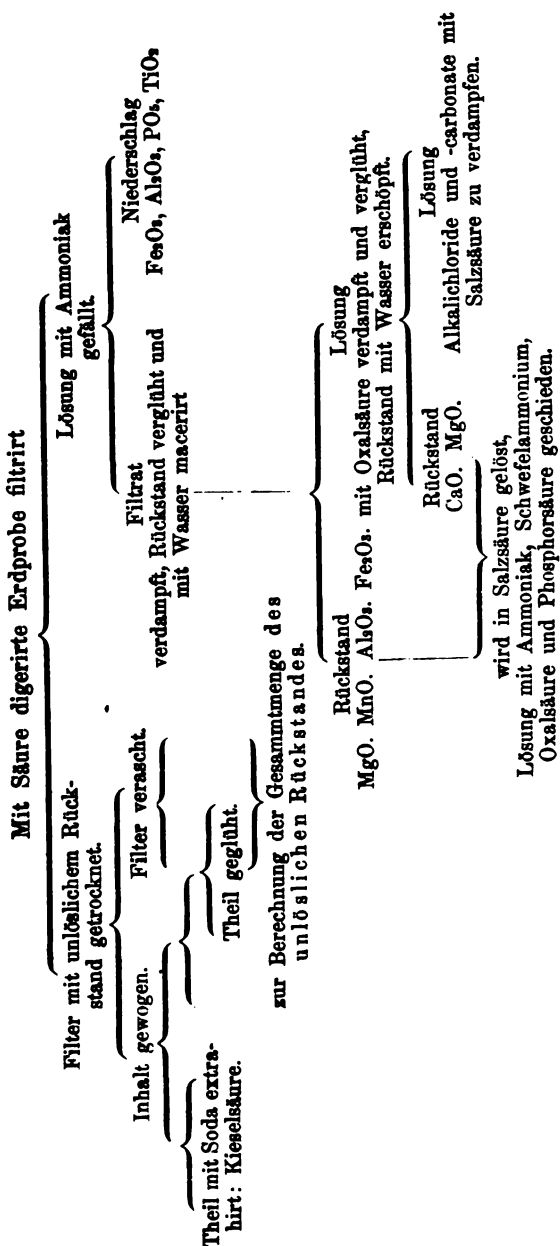 Mit Säure digerirte Erdprobe filtrirt
Filter mit unlöslichem Rück-
stand getrocknet.
Lösung mit Ammoniak
gefällt.
Inhalt gewogen.
Filter verascht.
Filtrat
verdampft, Rückstand verglüht und
mit Wasser macerirt
Niederschlag
Fe₂O₃, Al₂O₃, PO₅, TiO₂
Theil mit Soda extra-
hirt: Kieselsäure.
Theil geglüht.
zur Berechnung der Gesammtmenge des
unlöslichen Rückstandes.
Rückstand
MgO. MnO. Al₂O₃. Fe₂O₃.
Lösung
mit Oxalsäure verdampft und verglüht,
Rückstand mit Wasser erschöpft.
Rückstand
CaO. MgO.
Lösung
Alkalichloride und -carbonate mit
Salzsäure zu verdampfen.
wird in Salzsäure gelöst,
Lösung mit Ammoniak, Schwefelammonium,
Oxalsäure und Phosphorsäure geschieden.